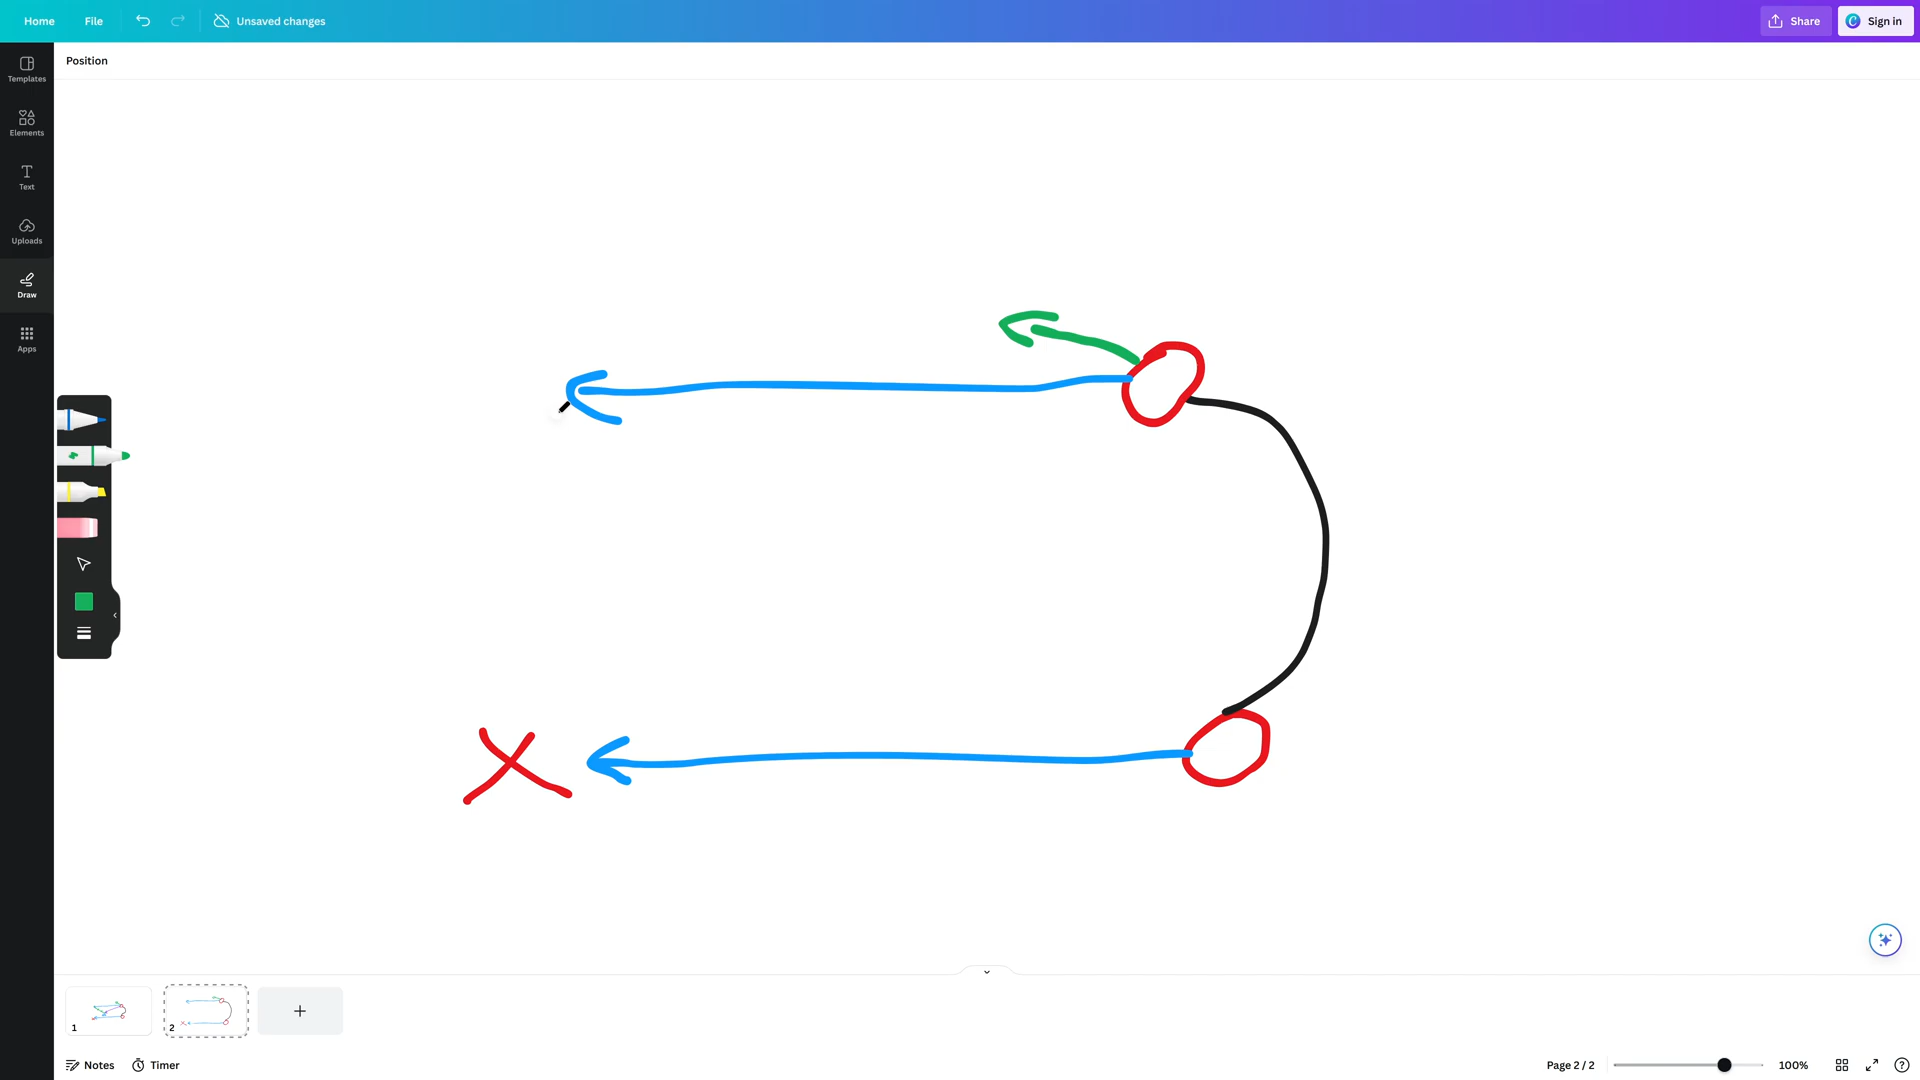 Home File Unsaved changes Share C Sign in
Position
Templates
Elements
T
Text
Uploads
Draw
Apps
1 2 +
Notes Timer Page 2 / 2 100% ?